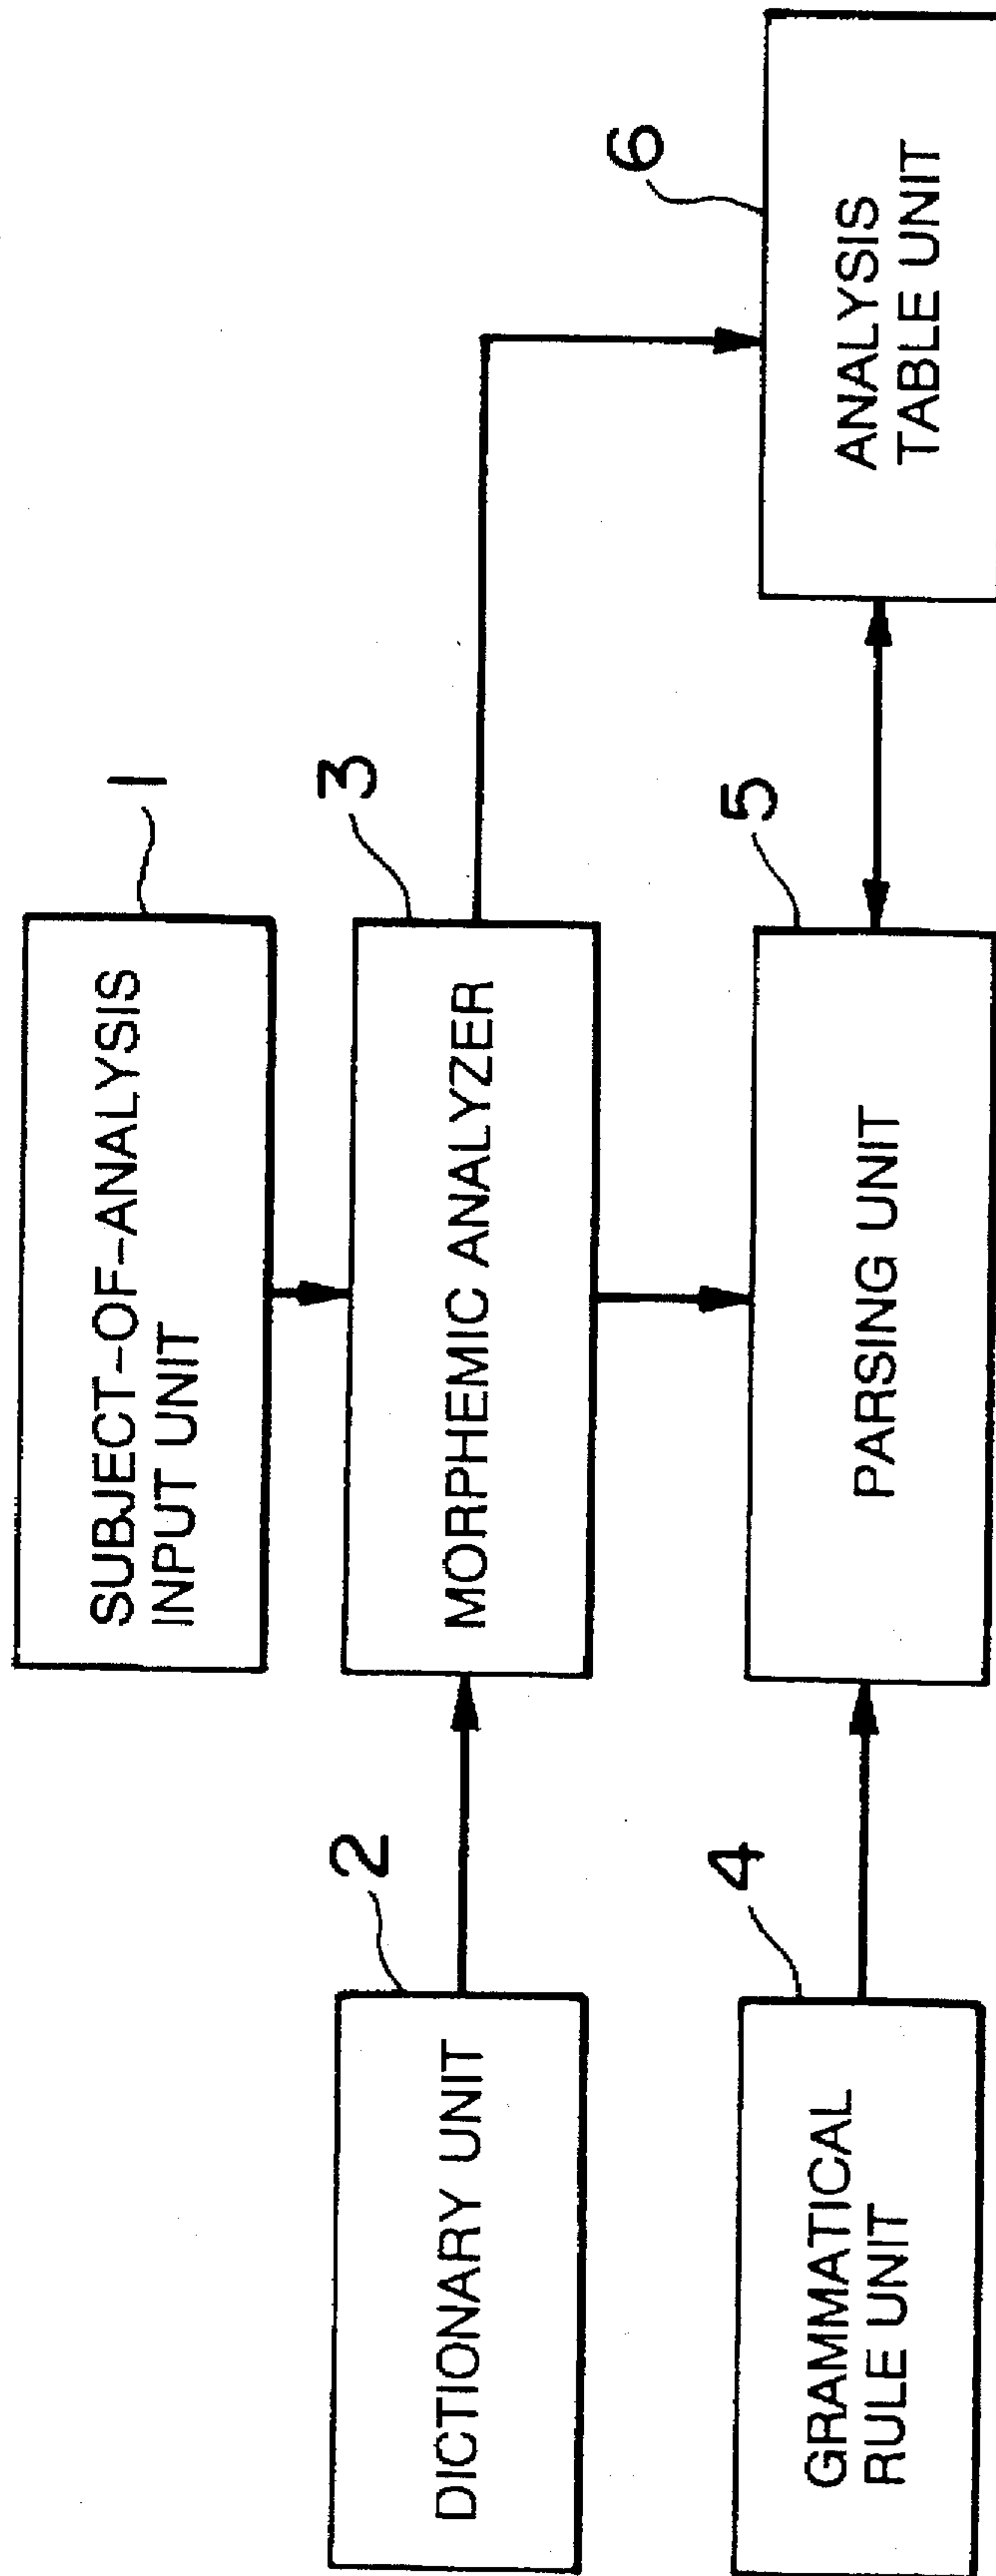 1
SUBJECT-OF-ANALYSIS
INPUT UNIT
2
DICTIONARY UNIT
3
MORPHEMIC ANALYZER
4
GRAMMATICAL
RULE UNIT
5
PARSING UNIT
6
ANALYSIS
TABLE UNIT